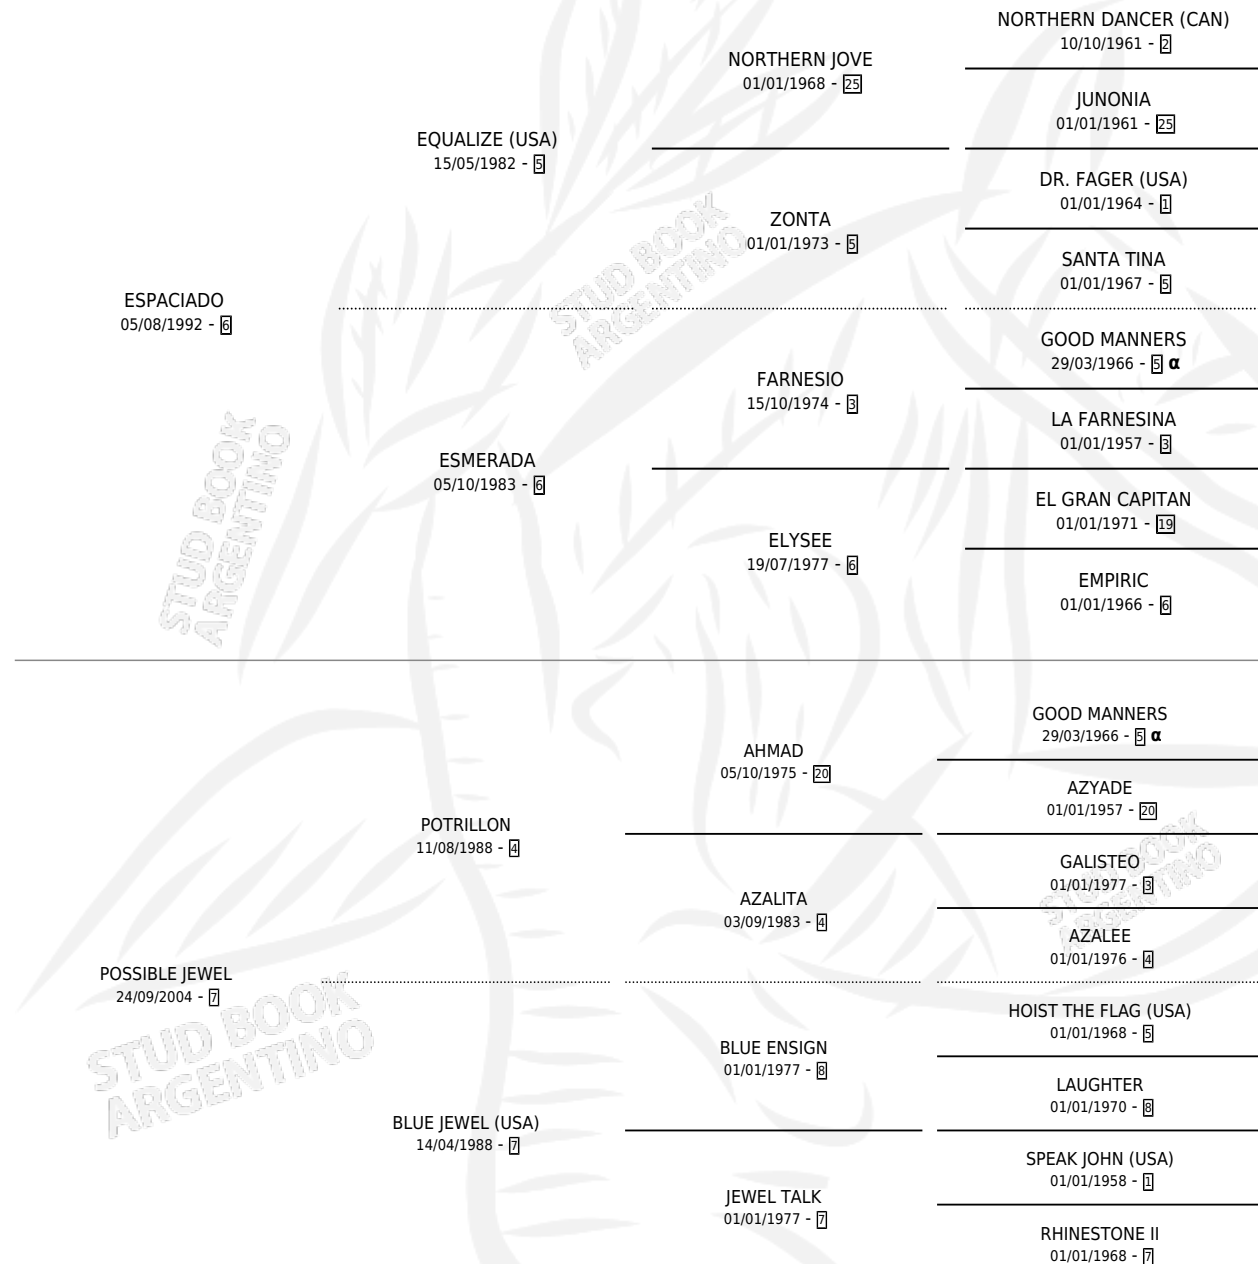 NORTHERN DANCER (CAN)
10/10/1961 - 2
NORTHERN JOVE
01/01/1968 - 25
JUNONIA
01/01/1961 - 25
EQUALIZE (USA)
15/05/1982 - 5
DR. FAGER (USA)
01/01/1964 - 1
ZONTA
01/01/1973 - 5
SANTA TINA
01/01/1967 - 5
ESPACIADO
05/08/1992 - 6
GOOD MANNERS
29/03/1966 - 5 α
FARNESIO
15/10/1974 - 3
LA FARNESINA
01/01/1957 - 3
ESMERADA
05/10/1983 - 6
EL GRAN CAPITAN
01/01/1971 - 19
ELYSEE
19/07/1977 - 6
EMPIRIC
01/01/1966 - 6
GOOD MANNERS
29/03/1966 - 5 α
AHMAD
05/10/1975 - 20
AZYADE
01/01/1957 - 20
POTRILLON
11/08/1988 - 4
GALISTEO
01/01/1977 - 3
AZALITA
03/09/1983 - 4
AZALEE
01/01/1976 - 4
POSSIBLE JEWEL
24/09/2004 - 7
HOIST THE FLAG (USA)
01/01/1968 - 5
BLUE ENSIGN
01/01/1977 - 8
LAUGHTER
01/01/1970 - 8
BLUE JEWEL (USA)
14/04/1988 - 7
SPEAK JOHN (USA)
01/01/1958 - 1
JEWEL TALK
01/01/1977 - 7
RHINESTONE II
01/01/1968 - 7
STUD BOOK
ARGENTINO
STUD BOOK
ARGENTINO
STUD BOOK
ARGENTINO
STUD BOOK
ARGENTINO